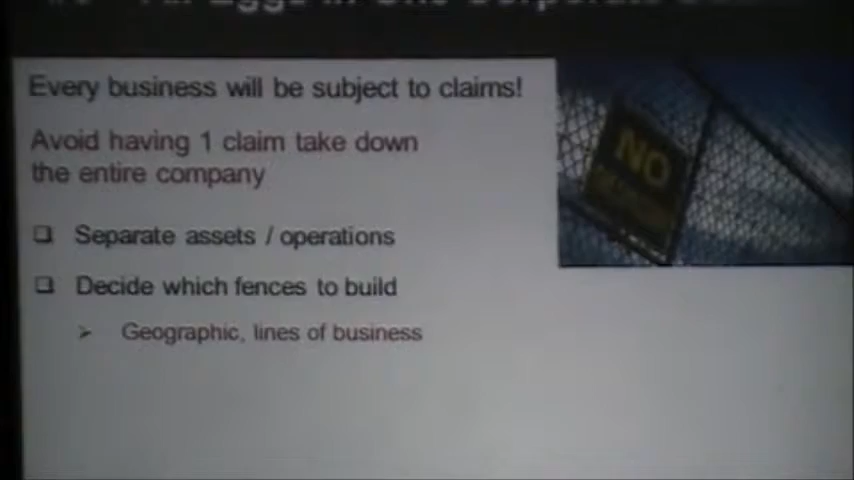 Every business will be subject to claims!
Avoid having 1 claim take down
the entire company
Separate assets / operations
Decide which fences to build
Geographic, lines of business
NO